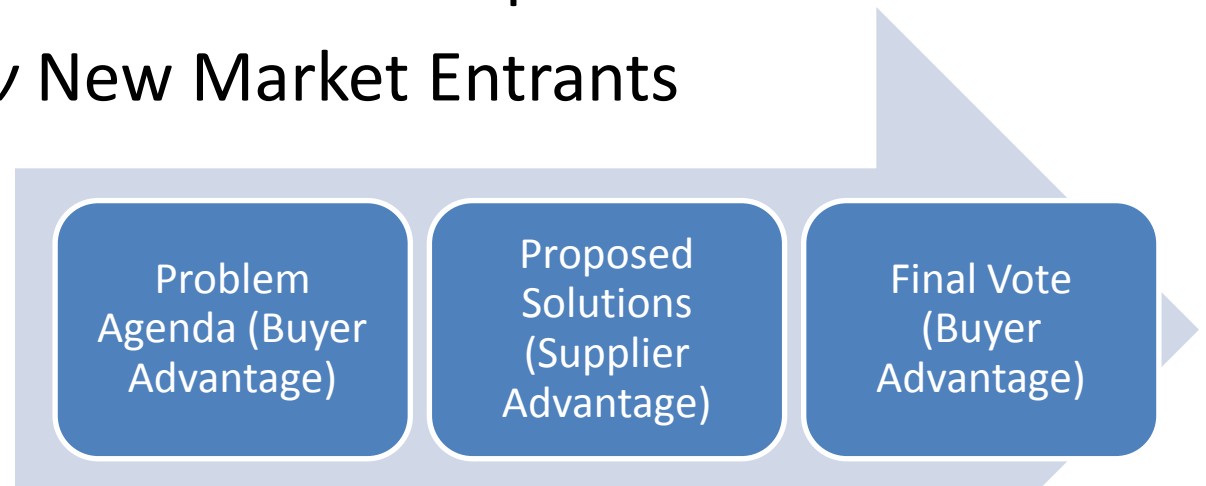 New Market Entrants
Problem
Agenda (Buyer
Advantage)
Proposed
Solutions
(Supplier
Advantage)
Final Vote
(Buyer
Advantage)